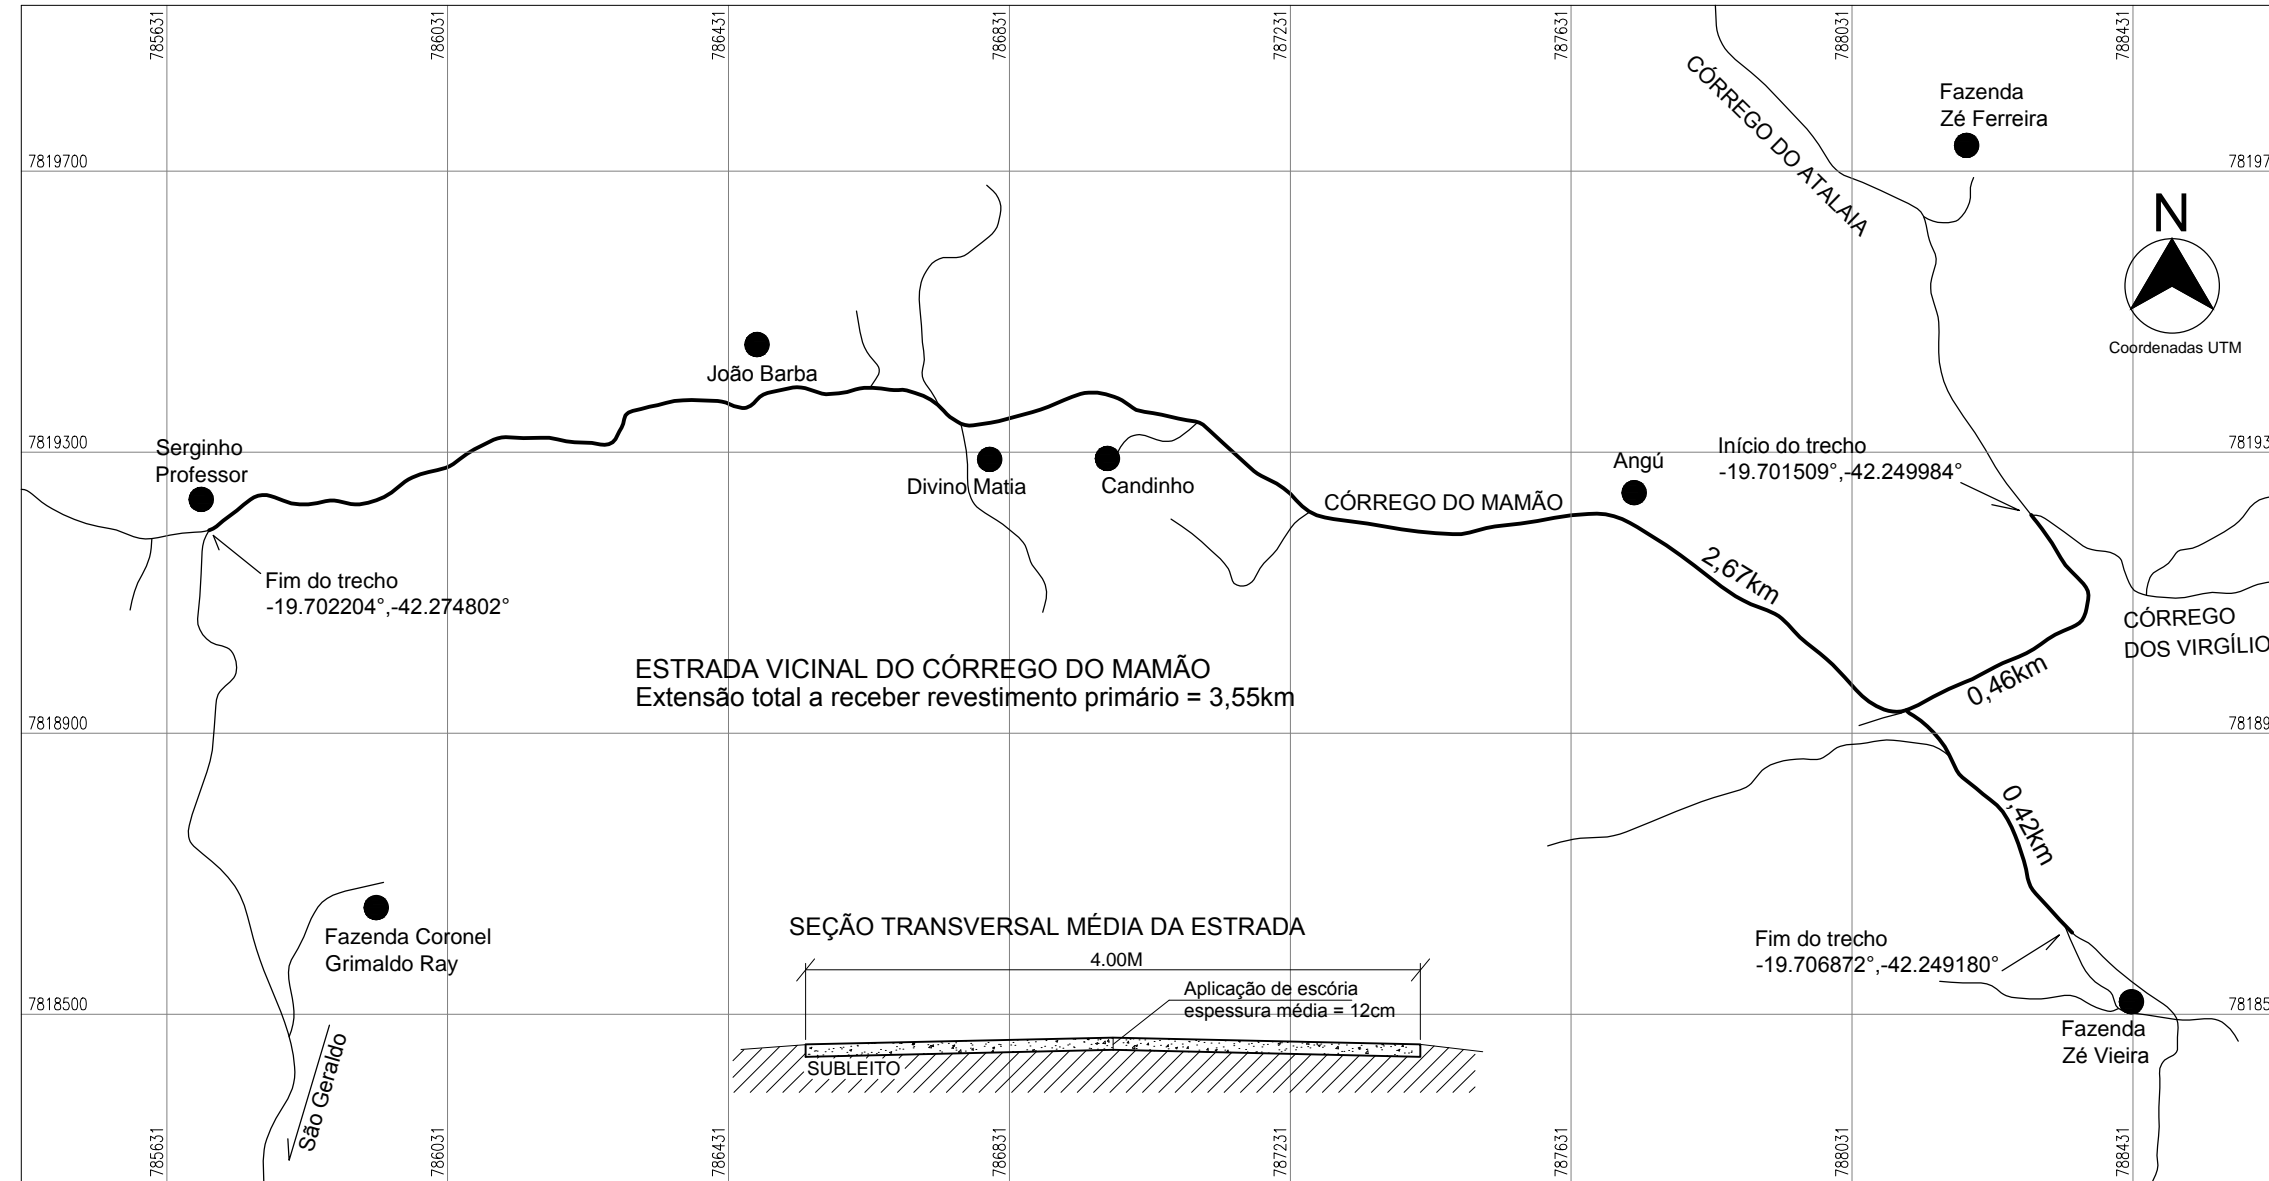 785631
786031
786431
786831
787231
787631
788031
788431
CÓRREGO DO ATALAIA
Fazenda
Zé Ferreira
7819700
78197
N
Coordenadas UTM
João Barba
7819300
78193
Serginho
Professor
Divino Matia
Candinho
Angú
Início do trecho
-19.701509°,-42.249984°
CÓRREGO DO MAMÃO
2,67km
Fim do trecho
-19.702204°,-42.274802°
CÓRREGO
DOS VIRGÍLIO
0,46km
ESTRADA VICINAL DO CÓRREGO DO MAMÃO
Extensão total a receber revestimento primário = 3,55km
7818900
78189
0,42km
Fazenda Coronel
Grimaldo Ray
SEÇÃO TRANSVERSAL MÉDIA DA ESTRADA
4.00M
Aplicação de escória
espessura média = 12cm
SUBLEITO
Fim do trecho
-19.706872°,-42.249180°
7818500
78185
Fazenda
Zé Vieira
São Geraldo
785631
786031
786431
786831
787231
787631
788031
788431